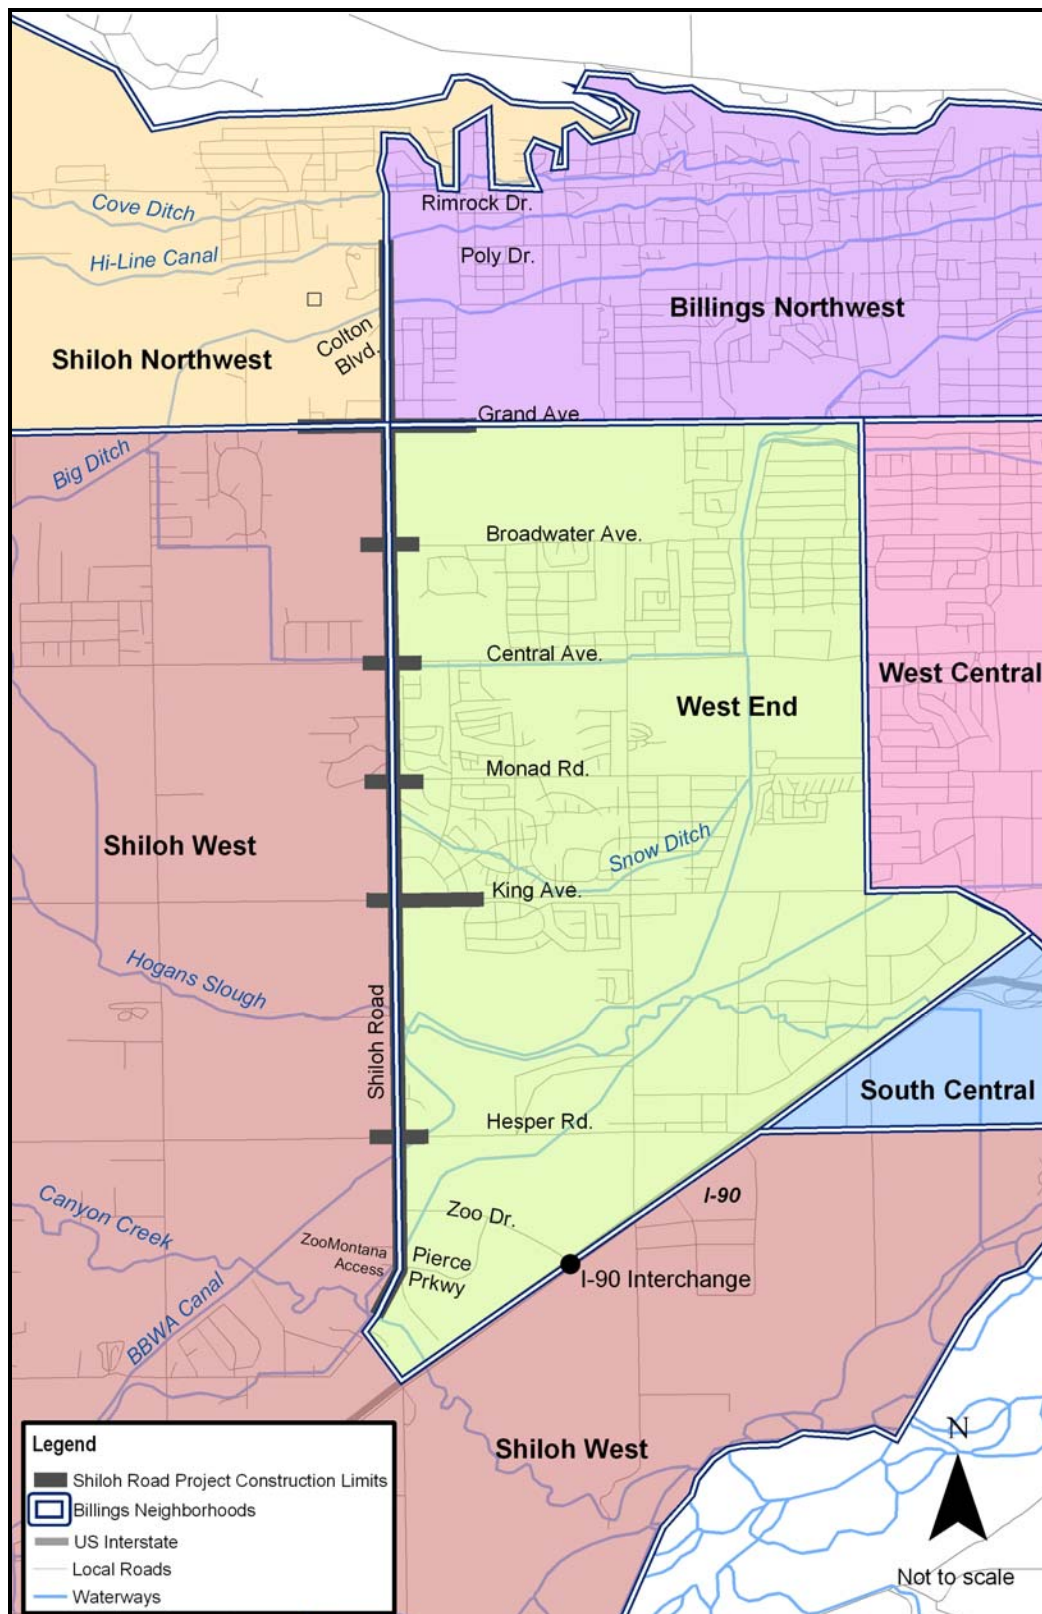 Cove Ditch
Rimrock Dr.
Hi-Line Canal
Poly Dr.
Billings Northwest
Colton
Blvd.
Shiloh Northwest
Grand Ave
Big Ditch
Broadwater Ave.
Central Ave.
West Central
West End
Monad Rd.
Shiloh West
Snow Ditch
King Ave.
Hogans Slough
Shiloh Road
South Central
Hesper Rd.
Canyon Creek
I-90
Zoo Dr.
ZooMontana
Access
Pierce
Prkwy
I-90 Interchange
BBWA Canal
Shiloh West
N
Not to scale
Legend
Shiloh Road Project Construction Limits
Billings Neighborhoods
US Interstate
Local Roads
Waterways